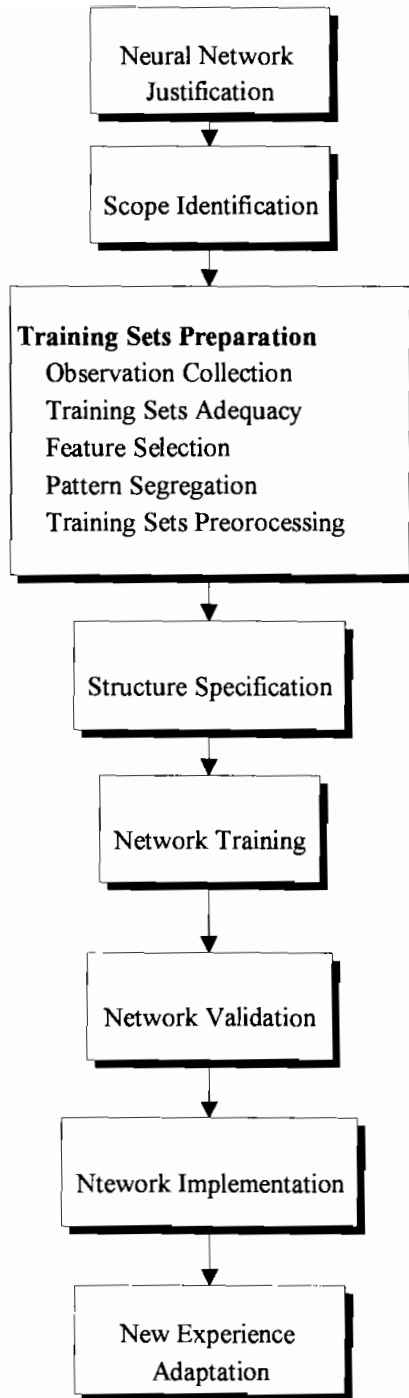 Neural Network
Justification
Scope Identification
Training Sets Preparation
Observation Collection
Training Sets Adequacy
Feature Selection
Pattern Segregation
Training Sets Preorocessing
Structure Specification
Network Training
Network Validation
Ntework Implementation
New Experience
Adaptation